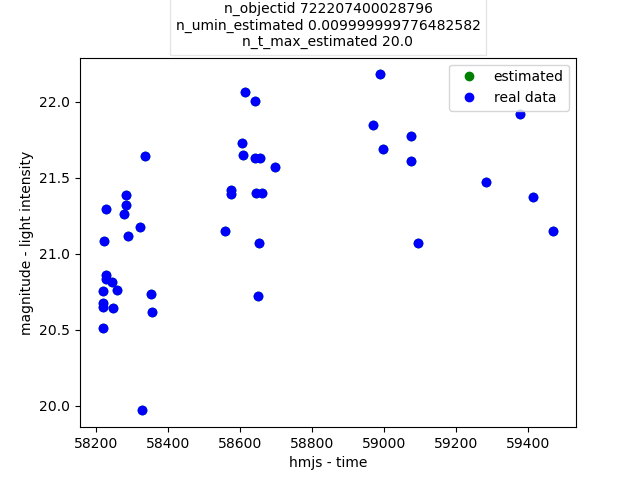 n_objectid 722207400028796
n_umin_estimated 0.009999999776482582
n_t_max_estimated 20.0
estimated
real data
22.0
21.5
21.0
20.5
20.0
magnitude - light intensity
58200 58400 58600 58800 59000 59200 59400
hmjs - time